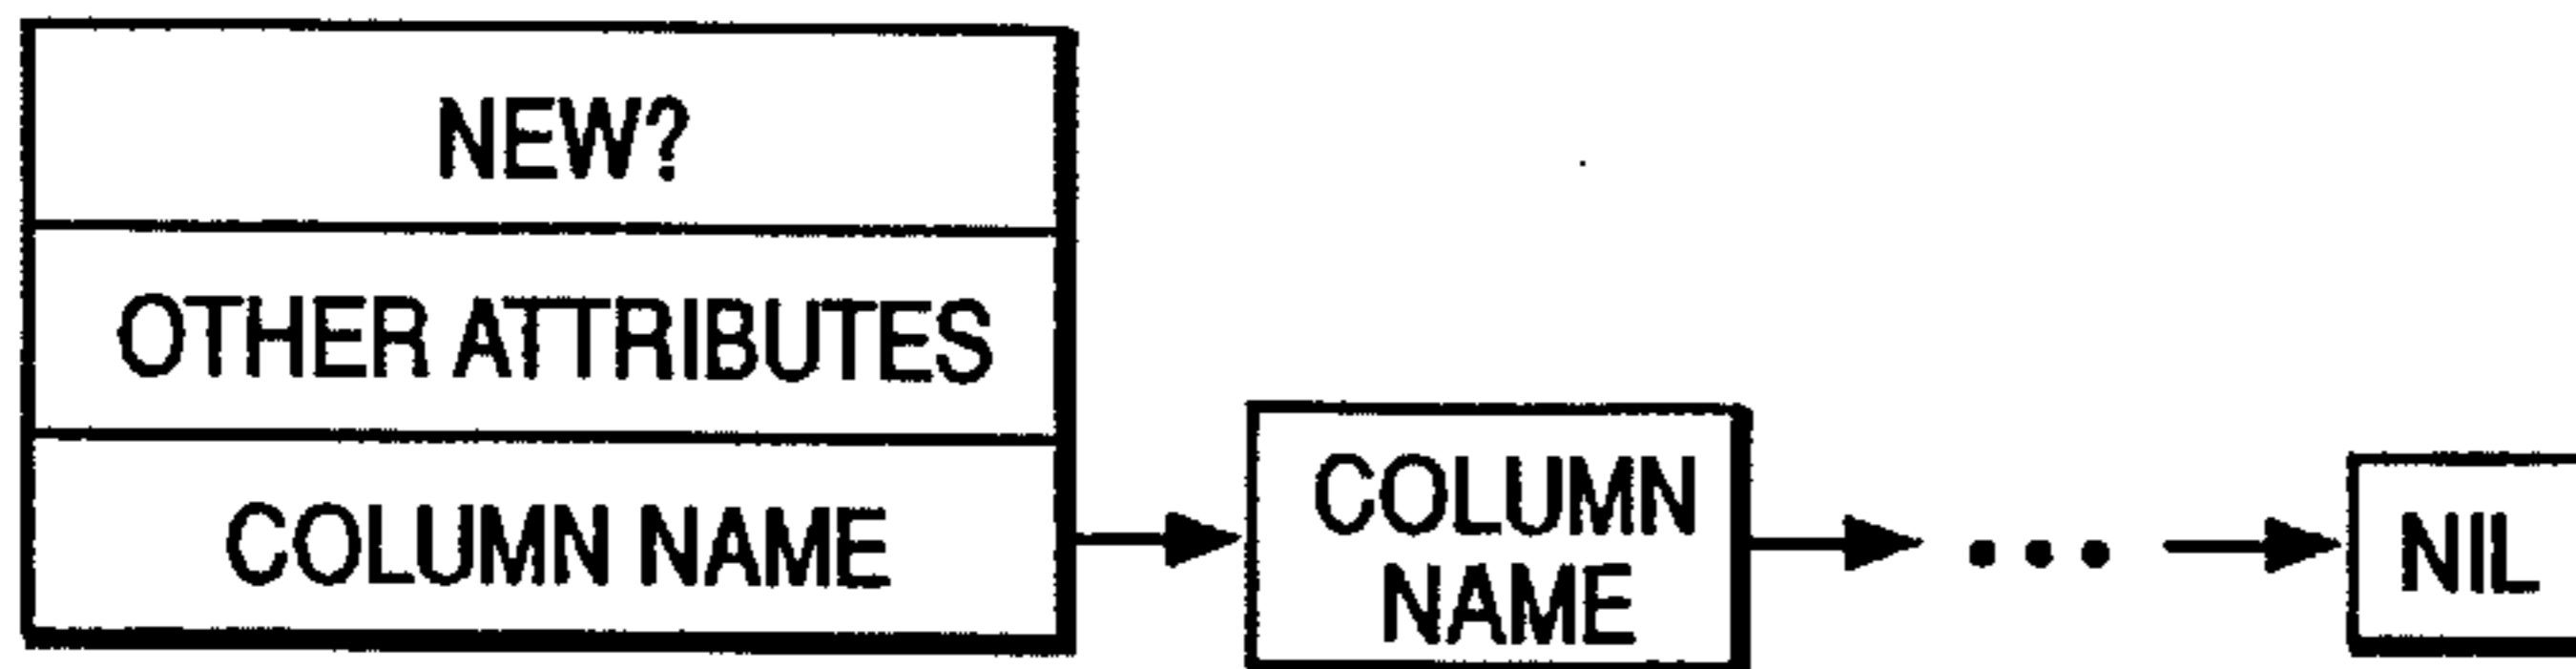 NEW?
OTHER ATTRIBUTES
COLUMN NAME
COLUMN
NAME
NIL